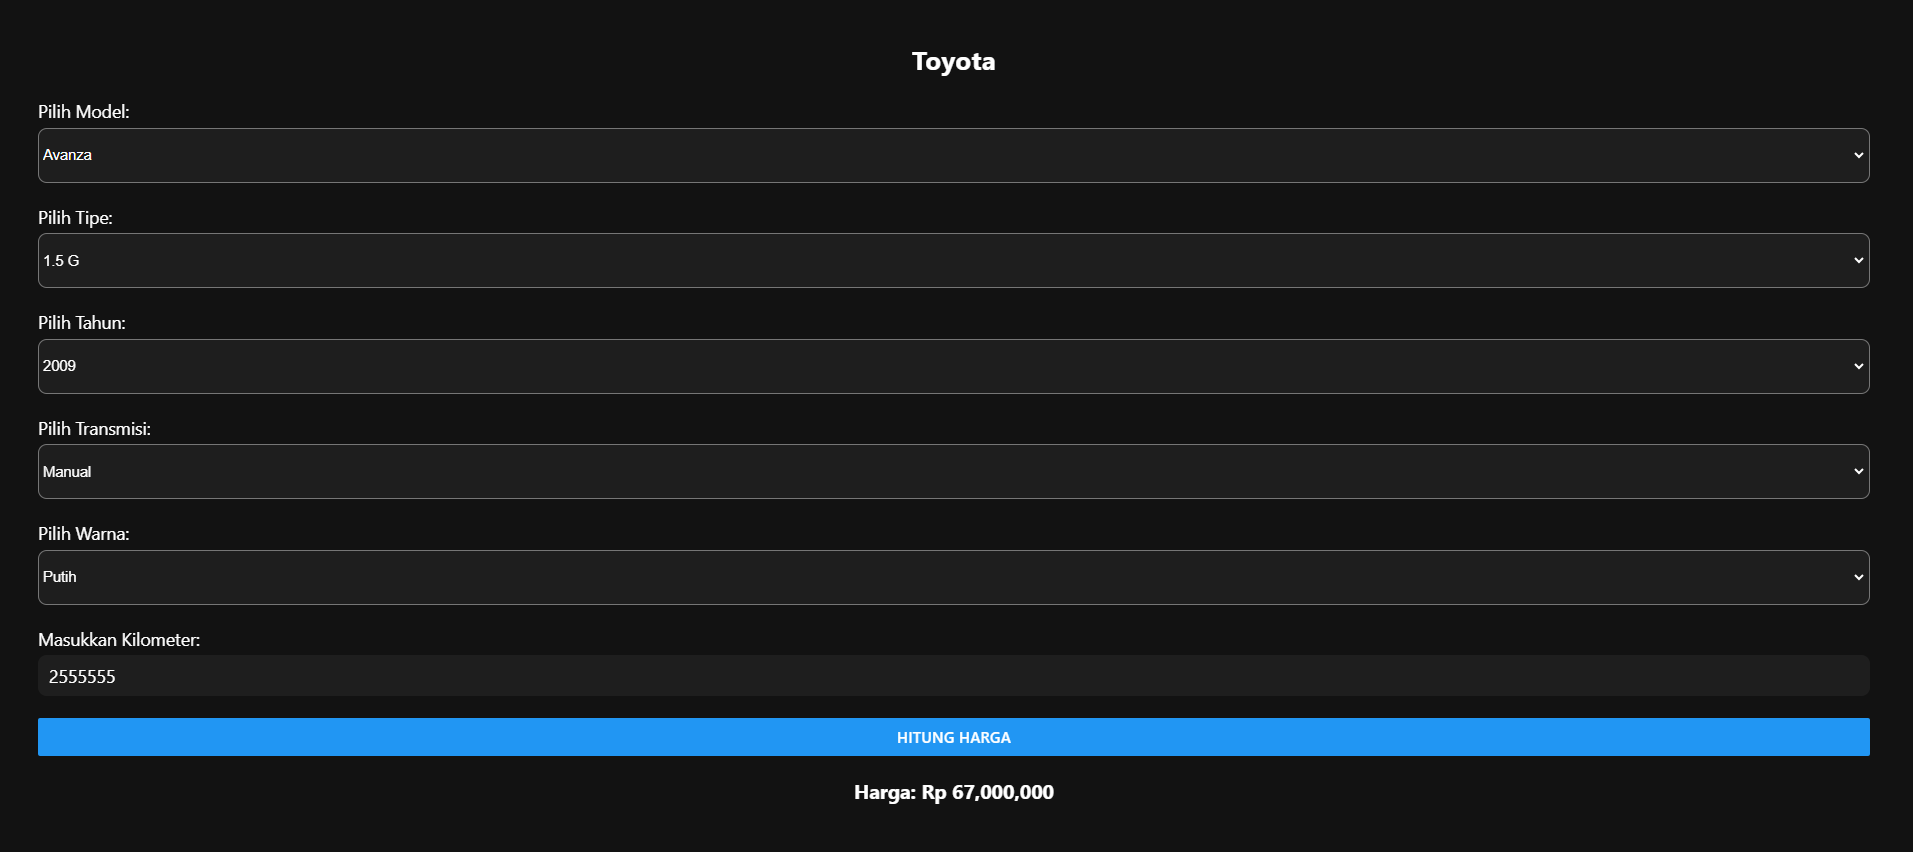 Toyota
Pilih Model:
Avanza
Pilih Tipe:
1.5 G
Pilih Tahun:
2009
Pilih Transmisi:
Manual
Pilih Warna:
Putih
Masukkan Kilometer:
2555555
HITUNG HARGA
Harga: Rp 67,000,000